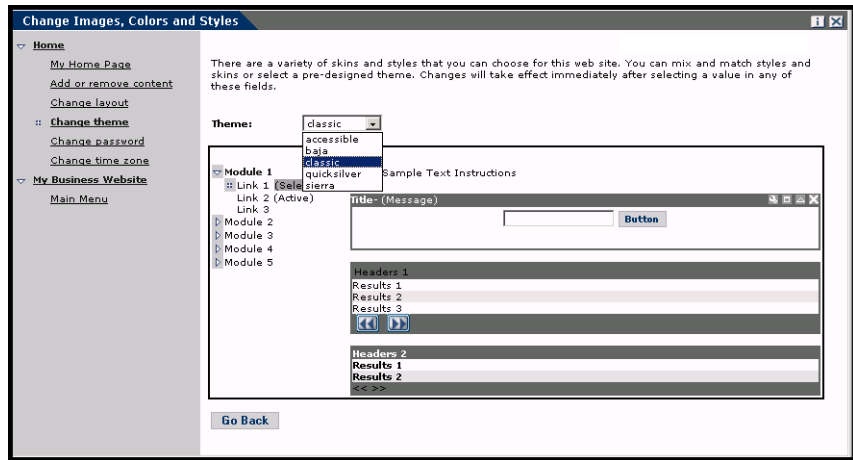 Change Images, Colors and Styles
Home
My Home Page
Add or remove content
Change layout
Change theme
Change password
Change time zone
My Business Website
Main Menu
There are a variety of skins and styles that you can choose for this web site. You can mix and match styles and
skins or select a pre-designed theme. Changes will take effect immediately after selecting a value in any of
these fields.
Theme: classic
accessible
baja
classic
quicksilver
sierra
Module 1
Link 1
Link 2 (Active)
Link 3
Module 2
Module 3
Module 4
Module 5
Sample Text Instructions
Title- (Message)
Button
Headers 1
Results 1
Results 2
Results 3
Headers 2
Results 1
Results 2
<< >>
Go Back